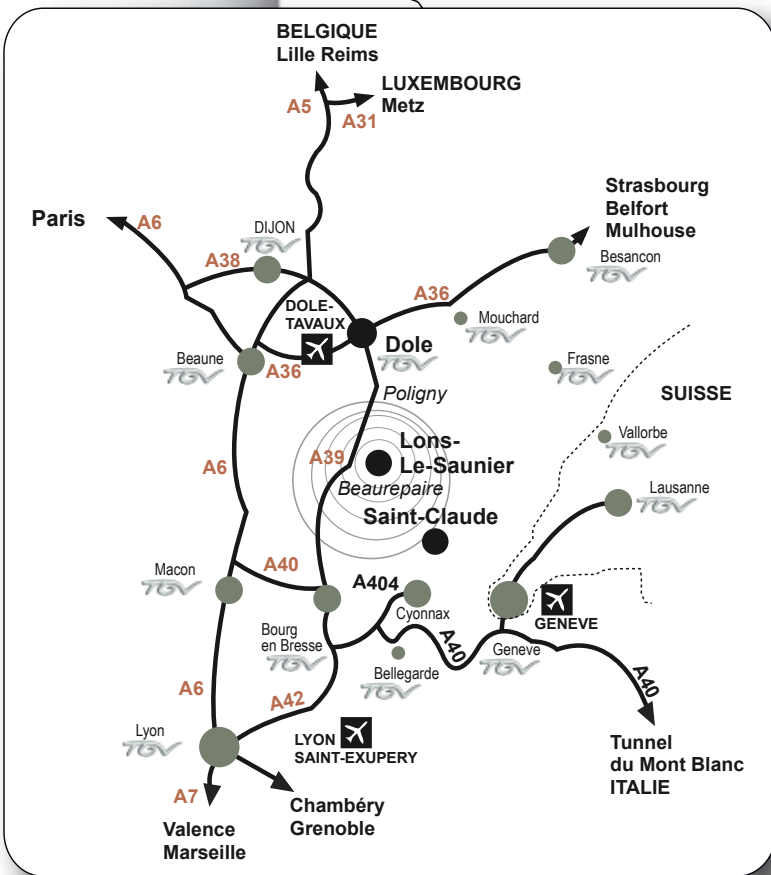 BELGIQUE
Lille Reims
LUXEMBOURG
Metz
A5
A31
Strasbourg
Belfort
Mulhouse
Paris
A6
DIJON
TGV
A38
Besancon
TGV
A36
DOLE-
TAVAUX
Mouchard
TGV
Dole
TGV
Beaune
TGV
A36
Frasne
TGV
Poligny
SUISSE
Lons-
Le-Saunier
A39
A6
Vallorbe
TGV
Beaurepaire
Lausanne
TGV
Saint-Claude
A40
A404
Macon
TGV
Cyonnax
GENEVE
Bourg
en Bresse
TGV
A40
Geneve
TGV
Bellegarde
TGV
A40
A6
A42
Lyon
TGV
LYON
SAINT-EXUPERY
Tunnel
du Mont Blanc
ITALIE
A7
Chambéry
Grenoble
Valence
Marseille